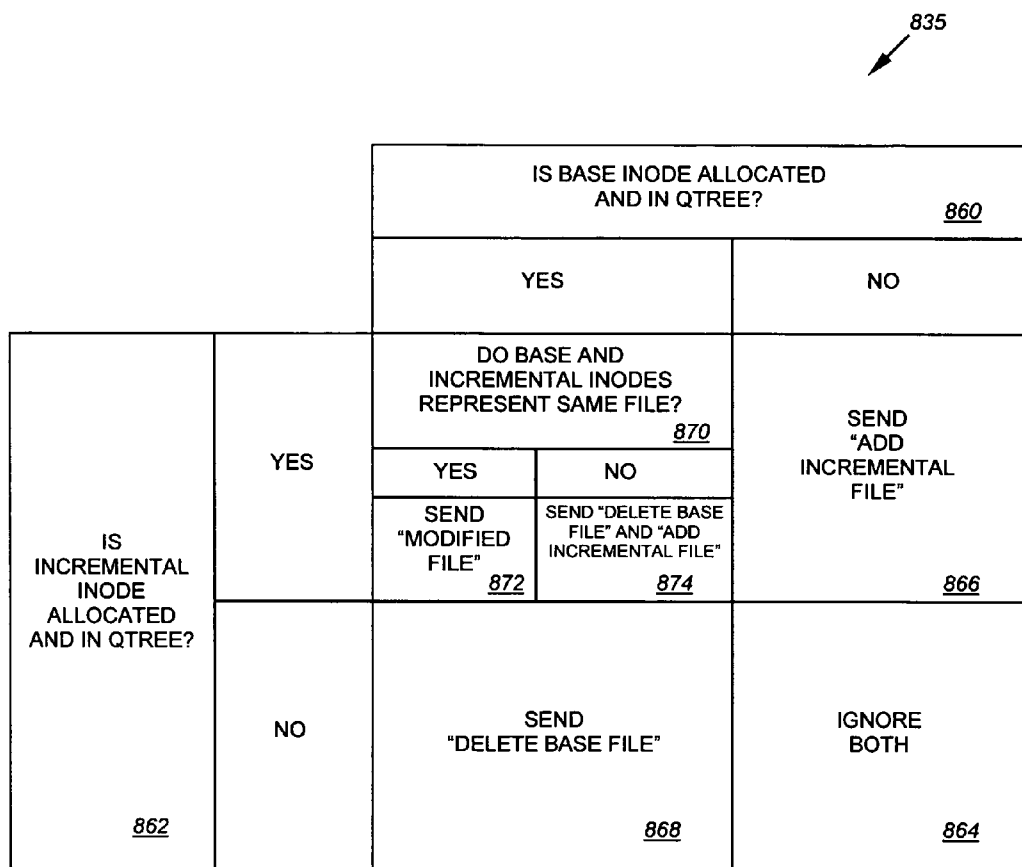 835
IS BASE INODE ALLOCATED
AND IN QTREE?
860
YES
NO
DO BASE AND
INCREMENTAL INODES
REPRESENT SAME FILE?
870
YES
NO
SEND
"MODIFIED
FILE"
872
SEND "DELETE BASE
FILE" AND "ADD
INCREMENTAL FILE"
874
SEND
"ADD
INCREMENTAL
FILE"
866
IS
INCREMENTAL
INODE
ALLOCATED
AND IN QTREE?
862
YES
NO
SEND
"DELETE BASE FILE"
868
IGNORE
BOTH
864